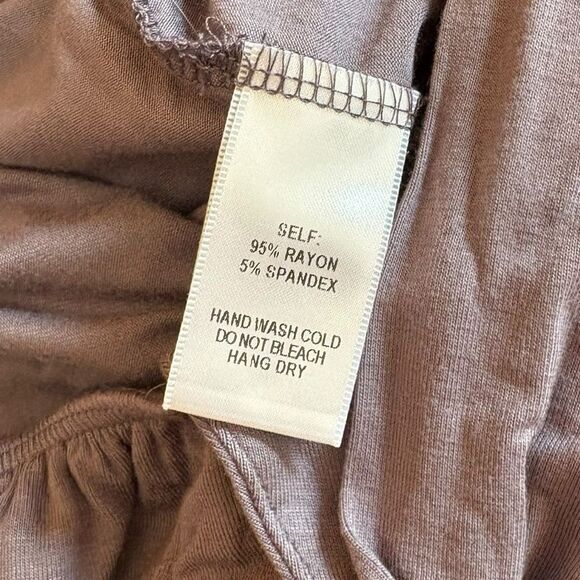 SELF:
95% RAYON
5% SPANDEX
HAND WASH COLD
DO NOT BLEACH
HANG DRY